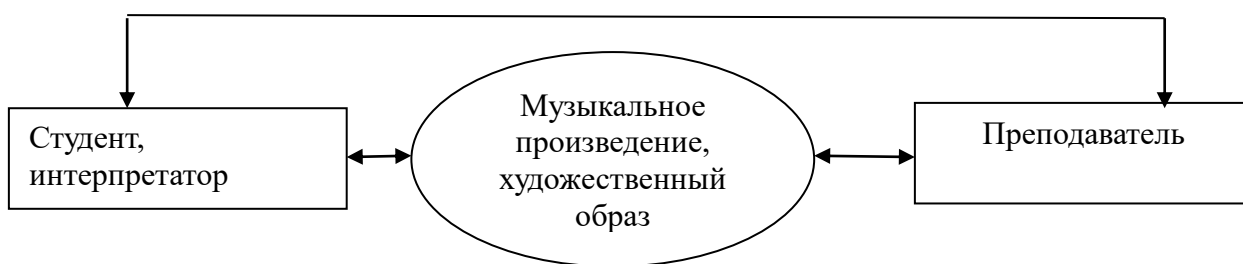 Студент,
интерпретатор
Музыкальное
произведение,
художественный
образ
Преподаватель